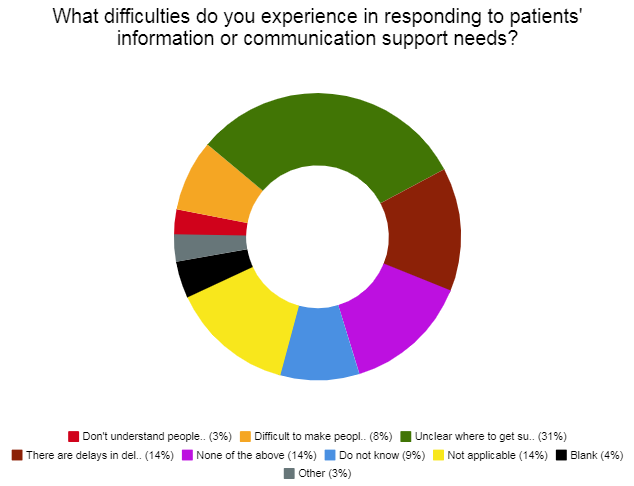 What difficulties do you experience in responding to patients'
information or communication support needs?
Don't understand people.. (3%) Difficult to make peopl.. (8%) Unclear where to get su.. (31%)
There are delays in del.. (14%) None of the above (14%) Do not know (9%) Not applicable (14%) Blank (4%)
Other (3%)